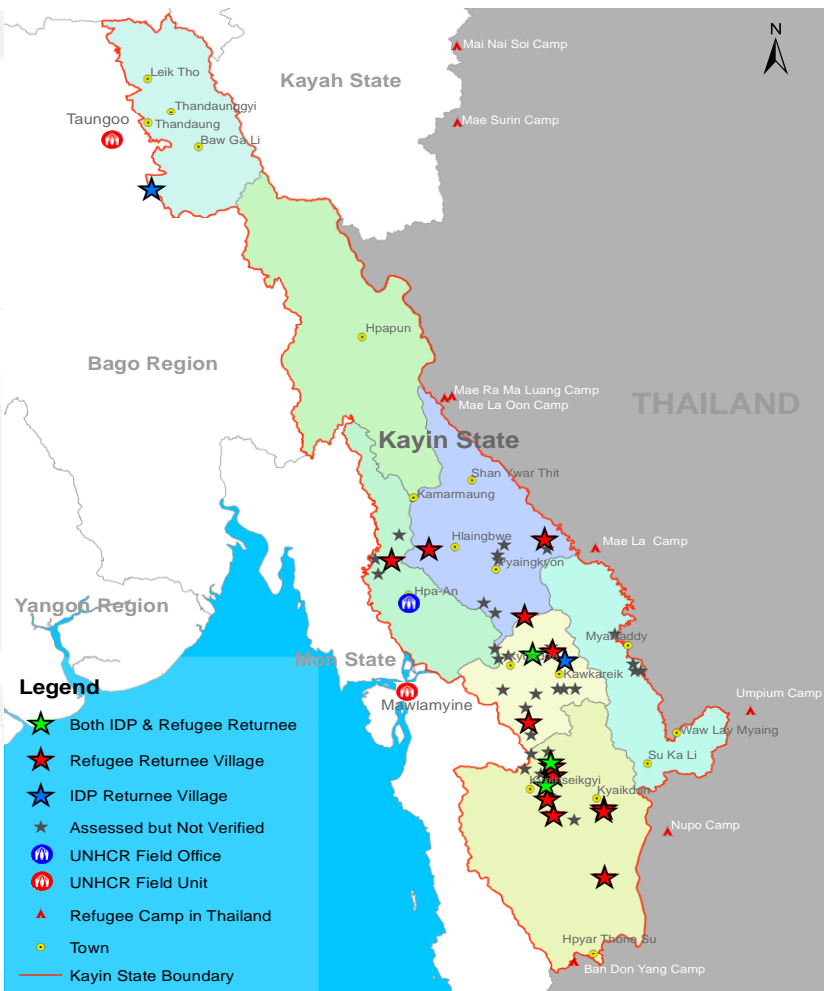 N
Mai Nai Soi Camp
Leik Tho
Kayah State
Thandaunggyi
Taungoo
Thandaung
Mae Surin Camp
Baw Ga Li
Hpapun
Bago Region
Mae Ra Ma Luang Camp
Mae La Oon Camp
THAILAND
Kayin State
Shan Ywar Thit
Kamarmaung
Hlaingbwe
Mae La Camp
Hpa-An
Yangon Region
Mon State
Kawkareik
Umpium Camp
Mawlamyine
Waw Lay Myaing
Su Ka Li
Kyaikdon
Nupo Camp
Hpyar Thone Su
Ban Don Yang Camp
Legend
Both IDP & Refugee Returnee
Refugee Returnee Village
IDP Returnee Village
Assessed but Not Verified
UNHCR Field Office
UNHCR Field Unit
Refugee Camp in Thailand
Town
Kayin State Boundary